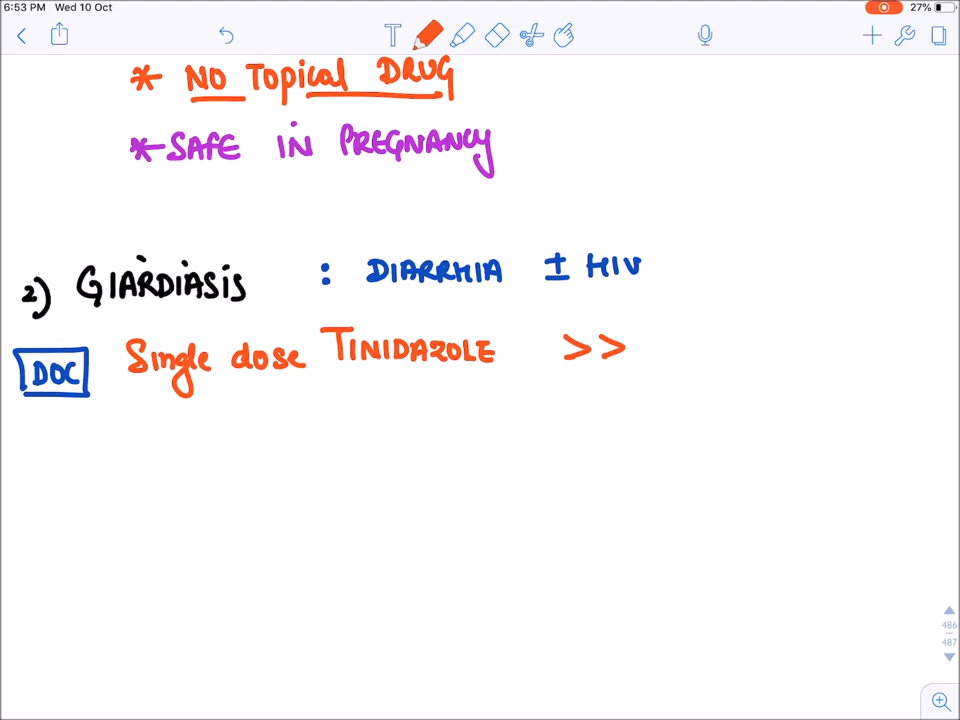 6:53 PM Wed 10 Oct 27%
T
* NO Topical DRUG
* SAFE IN PREGNANCY
2) GIARDIASIS : DIARRHIA ± HIV
DOC Single dose TINIDAZOLE >>
486
487